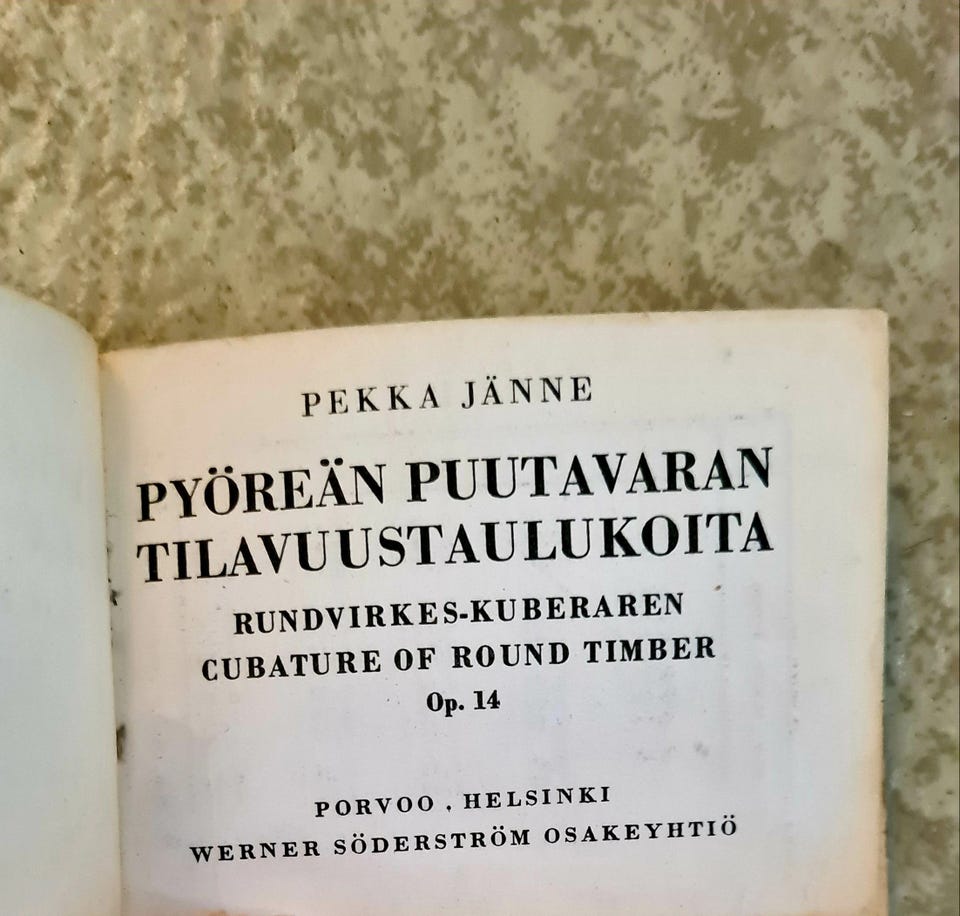 PEKKA JÄNNE
PYÖREÄN PUUTAVARAN
TILAVUUSTAULUKOITA
RUNDVIRKES-KUBERAREN
CUBATURE OF ROUND TIMBER
Op. 14
PORVOO . HELSINKI
WERNER SÖDERSTRÖM OSAKEYHTIÖ